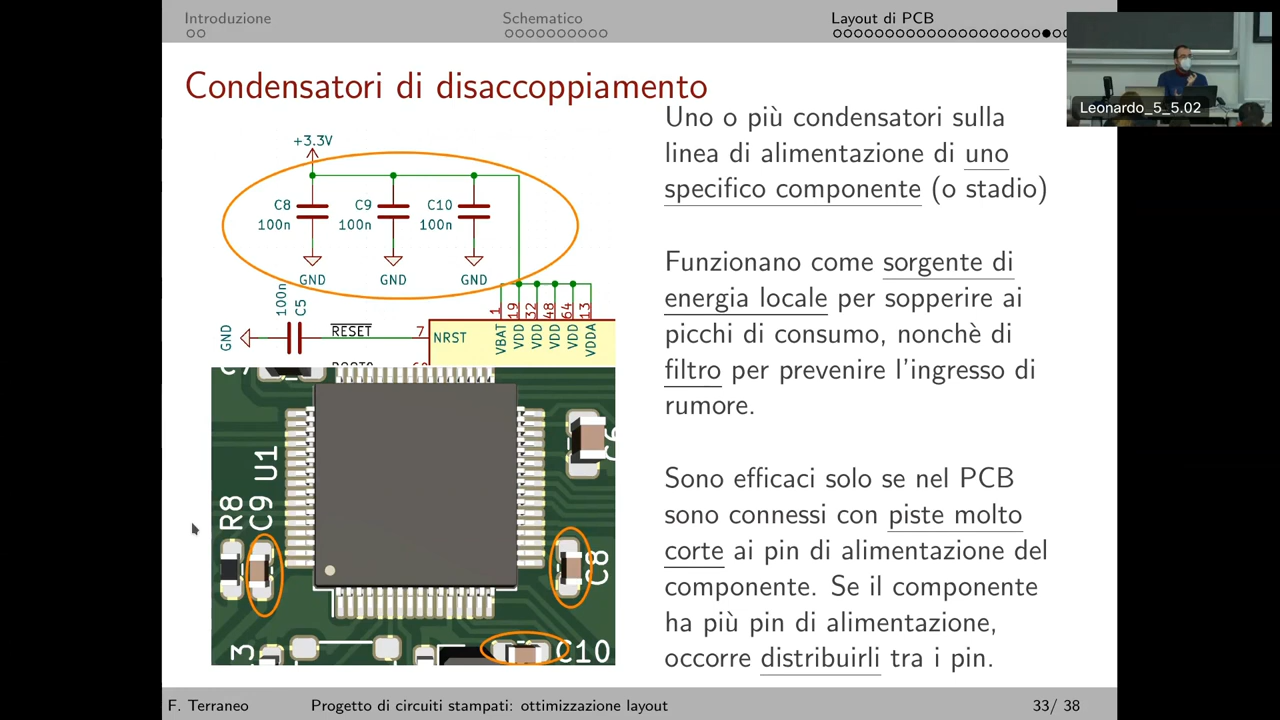 Introduzione
Schematico
Layout di PCB
Leonardo_5_5.02
Condensatori di disaccoppiamento
+3.3V
C8
100n
C9
100n
C10
100n
GND
GND
GND
100n
C5
GND
RESET
7
NRST
1
19
32
48
64
13
VBAT
VDD
VDD
VDD
VDD
VDDA
U1
R8
C9
C8
C10
Uno o più condensatori sulla
linea di alimentazione di uno
specifico componente (o stadio)
Funzionano come sorgente di
energia locale per sopperire ai
picchi di consumo, nonchè di
filtro per prevenire l'ingresso di
rumore.
Sono efficaci solo se nel PCB
sono connessi con piste molto
corte ai pin di alimentazione del
componente. Se il componente
ha più pin di alimentazione,
occorre distribuirli tra i pin.
F. Terraneo
Progetto di circuiti stampati: ottimizzazione layout
33/ 38